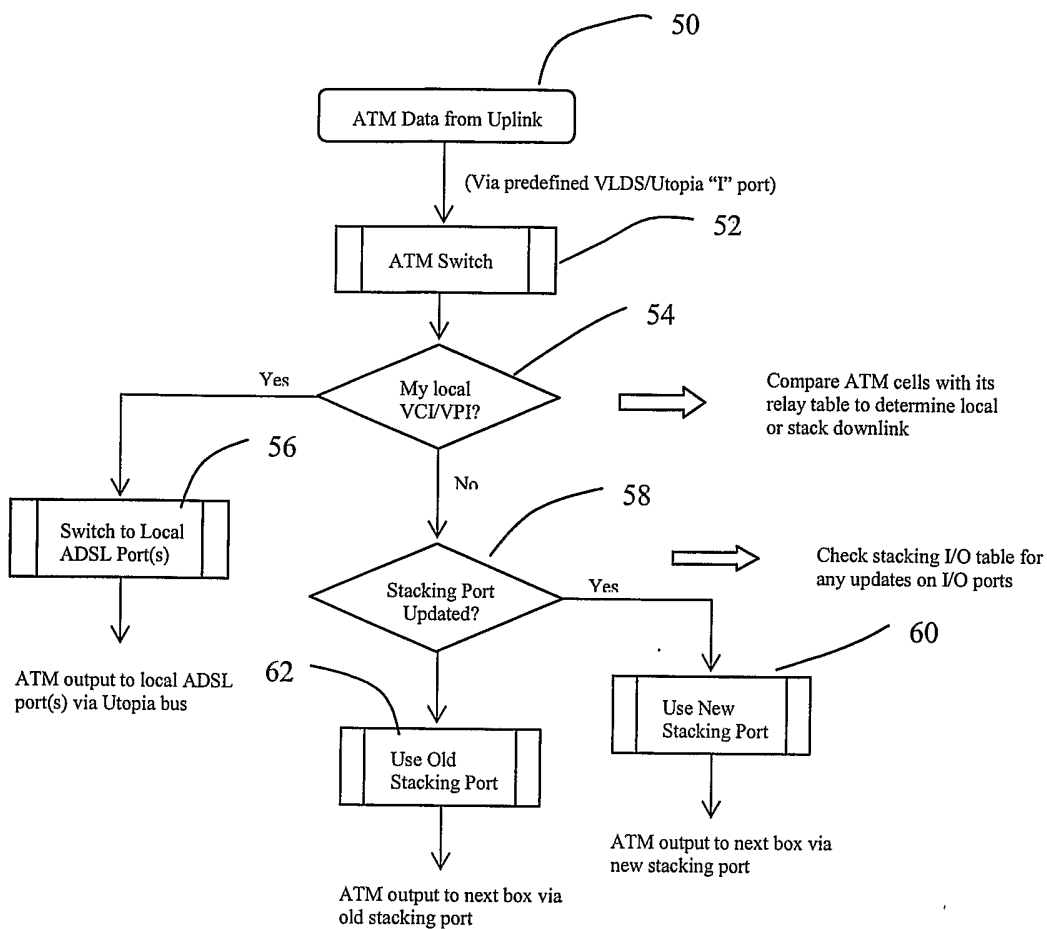 50
ATM Data from Uplink
(Via predefined VLDS/Utopia “I” port)
52
ATM Switch
54
My local
VCI/VPI?
Yes
Compare ATM cells with its
relay table to determine local
or stack downlink
56
No
58
Switch to Local
ADSL Port(s)
Stacking Port
Updated?
Yes
Check stacking I/O table for
any updates on I/O ports
60
ATM output to local ADSL
port(s) via Utopia bus
62
Use New
Stacking Port
Use Old
Stacking Port
ATM output to next box via
new stacking port
ATM output to next box via
old stacking port